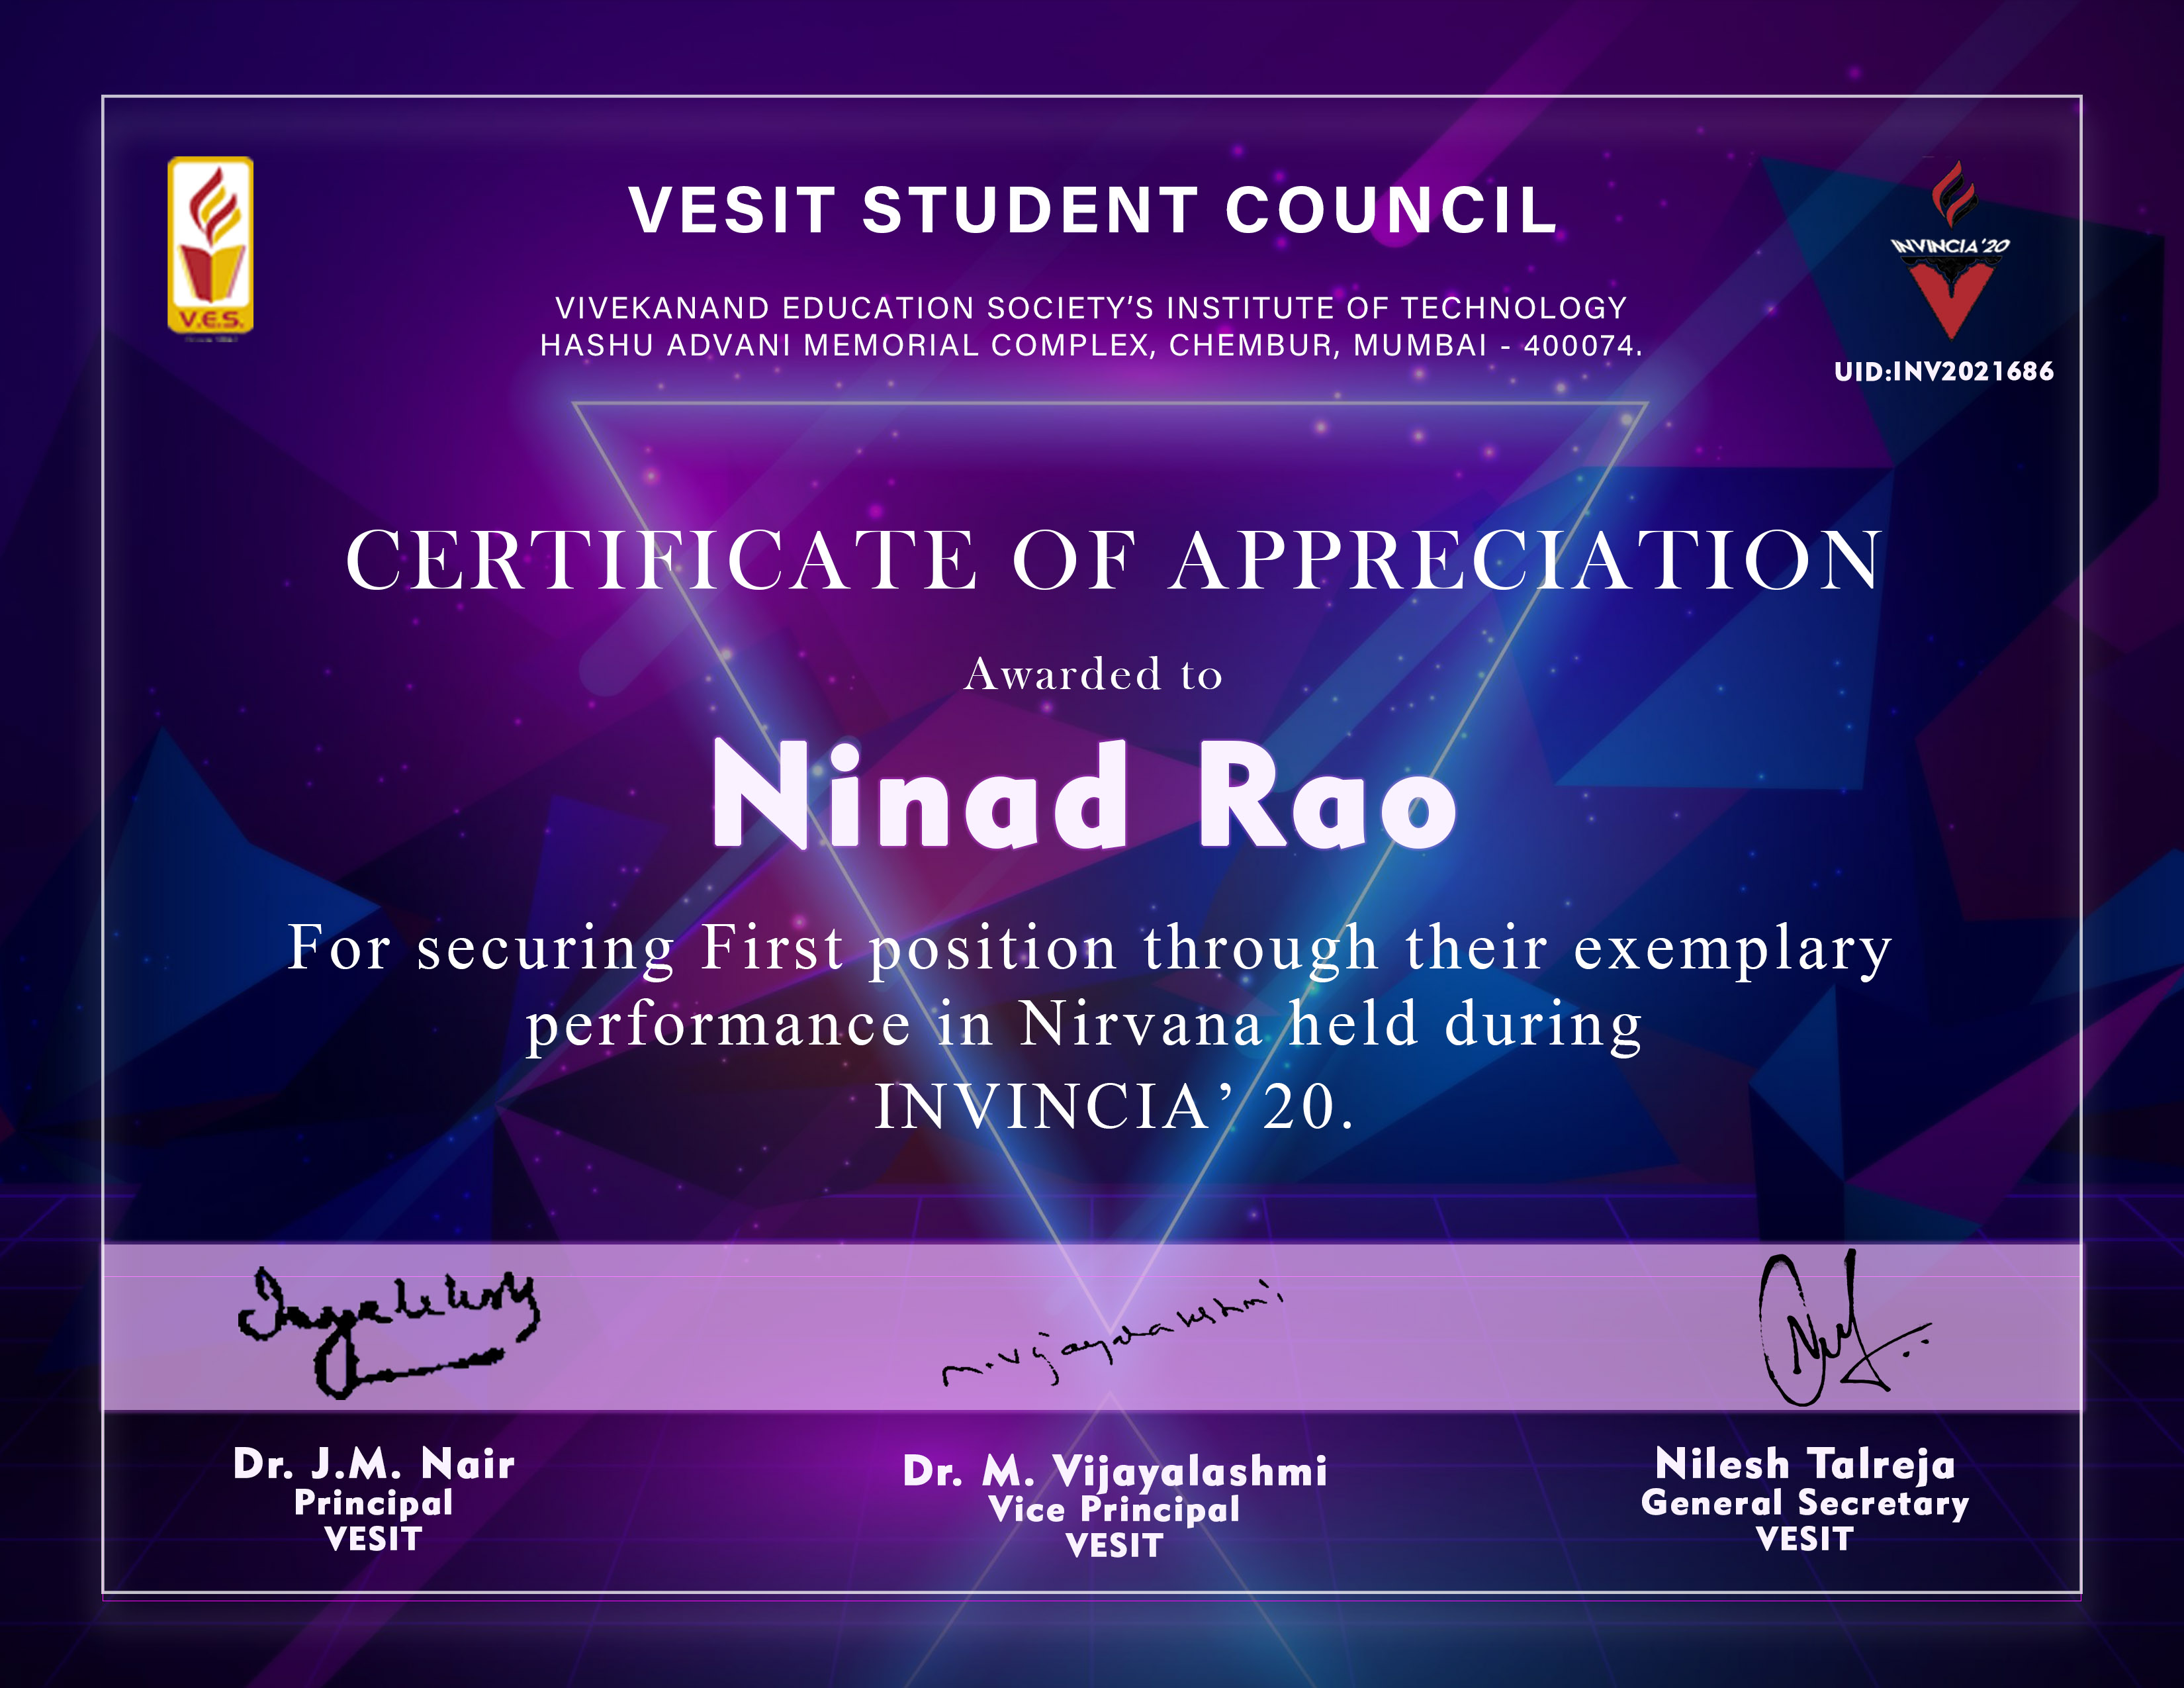 VESIT STUDENT COUNCIL
VIVEKANAND EDUCATION SOCIETY'S INSTITUTE OF TECHNOLOGY
HASHU ADVANI MEMORIAL COMPLEX, CHEMBUR, MUMBAI - 400074.
V.E.S.
INVINCIA'20
UID:INV2021686
CERTIFICATE OF APPRECIATION
Awarded to
Ninad Rao
For securing First position through their exemplary
performance in Nirvana held during
INVINCIA’ 20.
M. Vijayalakshmi
Dr. J.M. Nair
Principal
VESIT
Dr. M. Vijayalashmi
Vice Principal
VESIT
Nilesh Talreja
General Secretary
VESIT